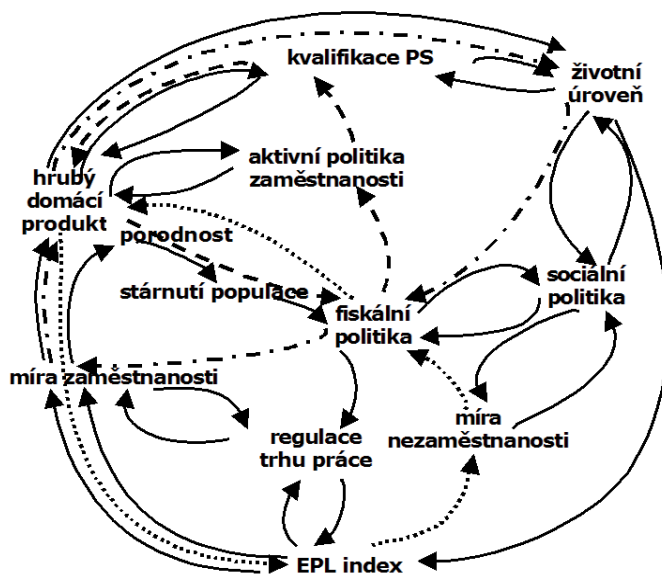 kvalifikace PS
životní
úroveň
aktivní politika
zaměstnanosti
hrubý
domácí
produkt
porodnost
stárnutí populace
sociální
politika
fiskální
politika
míra zaměstnanosti
míra
nezaměstnanosti
regulace
trhu práce
EPL index